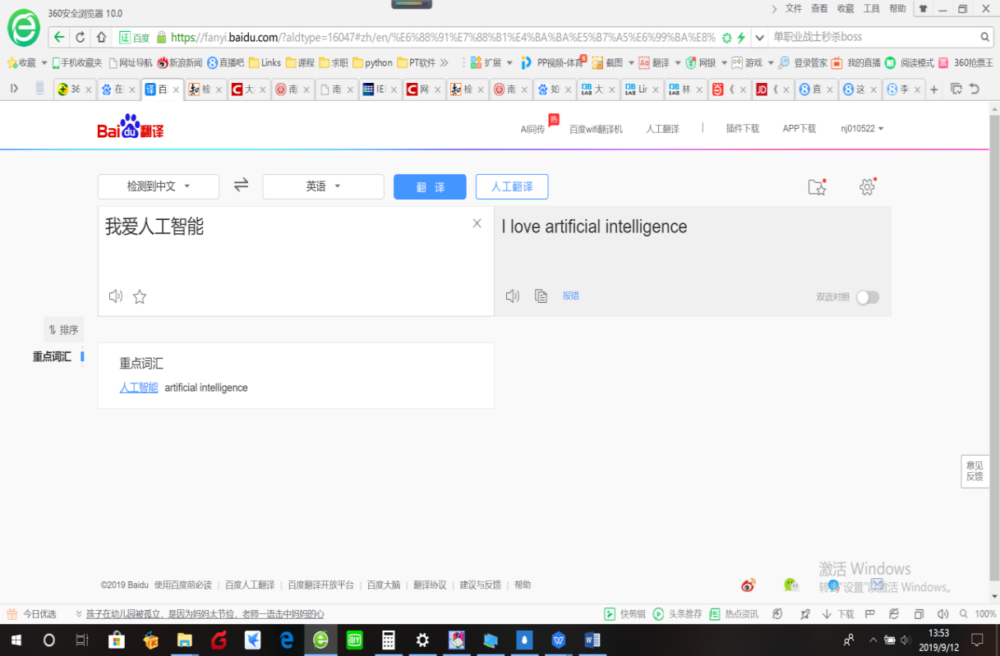 360安全浏览器 10.0
文件 查看 收藏 工具 帮助
证 百度 https://fanyi.baidu.com/?aldtype=16047#zh/en/%E6%88%91%E7%88%B1%E4%BA%BA%E5%B7%A5%E6%99%BA%E8% 单职业战士秒杀boss
收藏 手机收藏夹 网址导航 新浪新闻 直播吧 Links 课程 求职 python PT软件 扩展 PP视频-体育 截图 翻译 网银 游戏 登录管家 我的直播 阅读模式 360抢票王
36 在 百 检 大 南 南 IE 网 检 南 如 大 Lir 林 《 《 直 这 李
Bai du 翻译
AI同传 热 百度wifi翻译机 人工翻译 | 插件下载 APP下载 nj010522
检测到中文 英语 翻 译 人工翻译
我爱人工智能
I love artificial intelligence
报错 双语对照
排序
重点词汇
重点词汇
人工智能 artificial intelligence
意见
反馈
激活 Windows
转到"设置"以激活 Windows。
©2019 Baidu 使用百度前必读 | 百度人工翻译 | 百度翻译开放平台 | 百度大脑 | 翻译协议 | 建议与反馈 | 帮助
今日优选 孩子在幼儿园被孤立，是因为妈妈太节俭，老师一语击中妈妈的心 快剪辑 头条推荐 热点资讯 下载 100%
13:53
2019/9/12